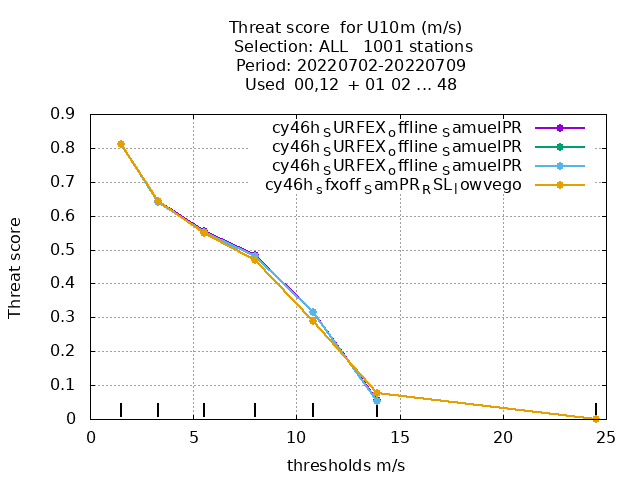 Threat score for U10m (m/s)
Selection: ALL 1001 stations
Period: 20220702-20220709
Used 00,12 + 01 02 ... 48
cy46h_SURFEX_offline_SamuelPR
cy46h_SURFEX_offline_SamuelPR
cy46h_SURFEX_offline_SamuelPR
cy46h_sfxoff_SamPR_RSL_lowvego
Threat score
0.9
0.8
0.7
0.6
0.5
0.4
0.3
0.2
0.1
0
0 5 10 15 20 25
thresholds m/s